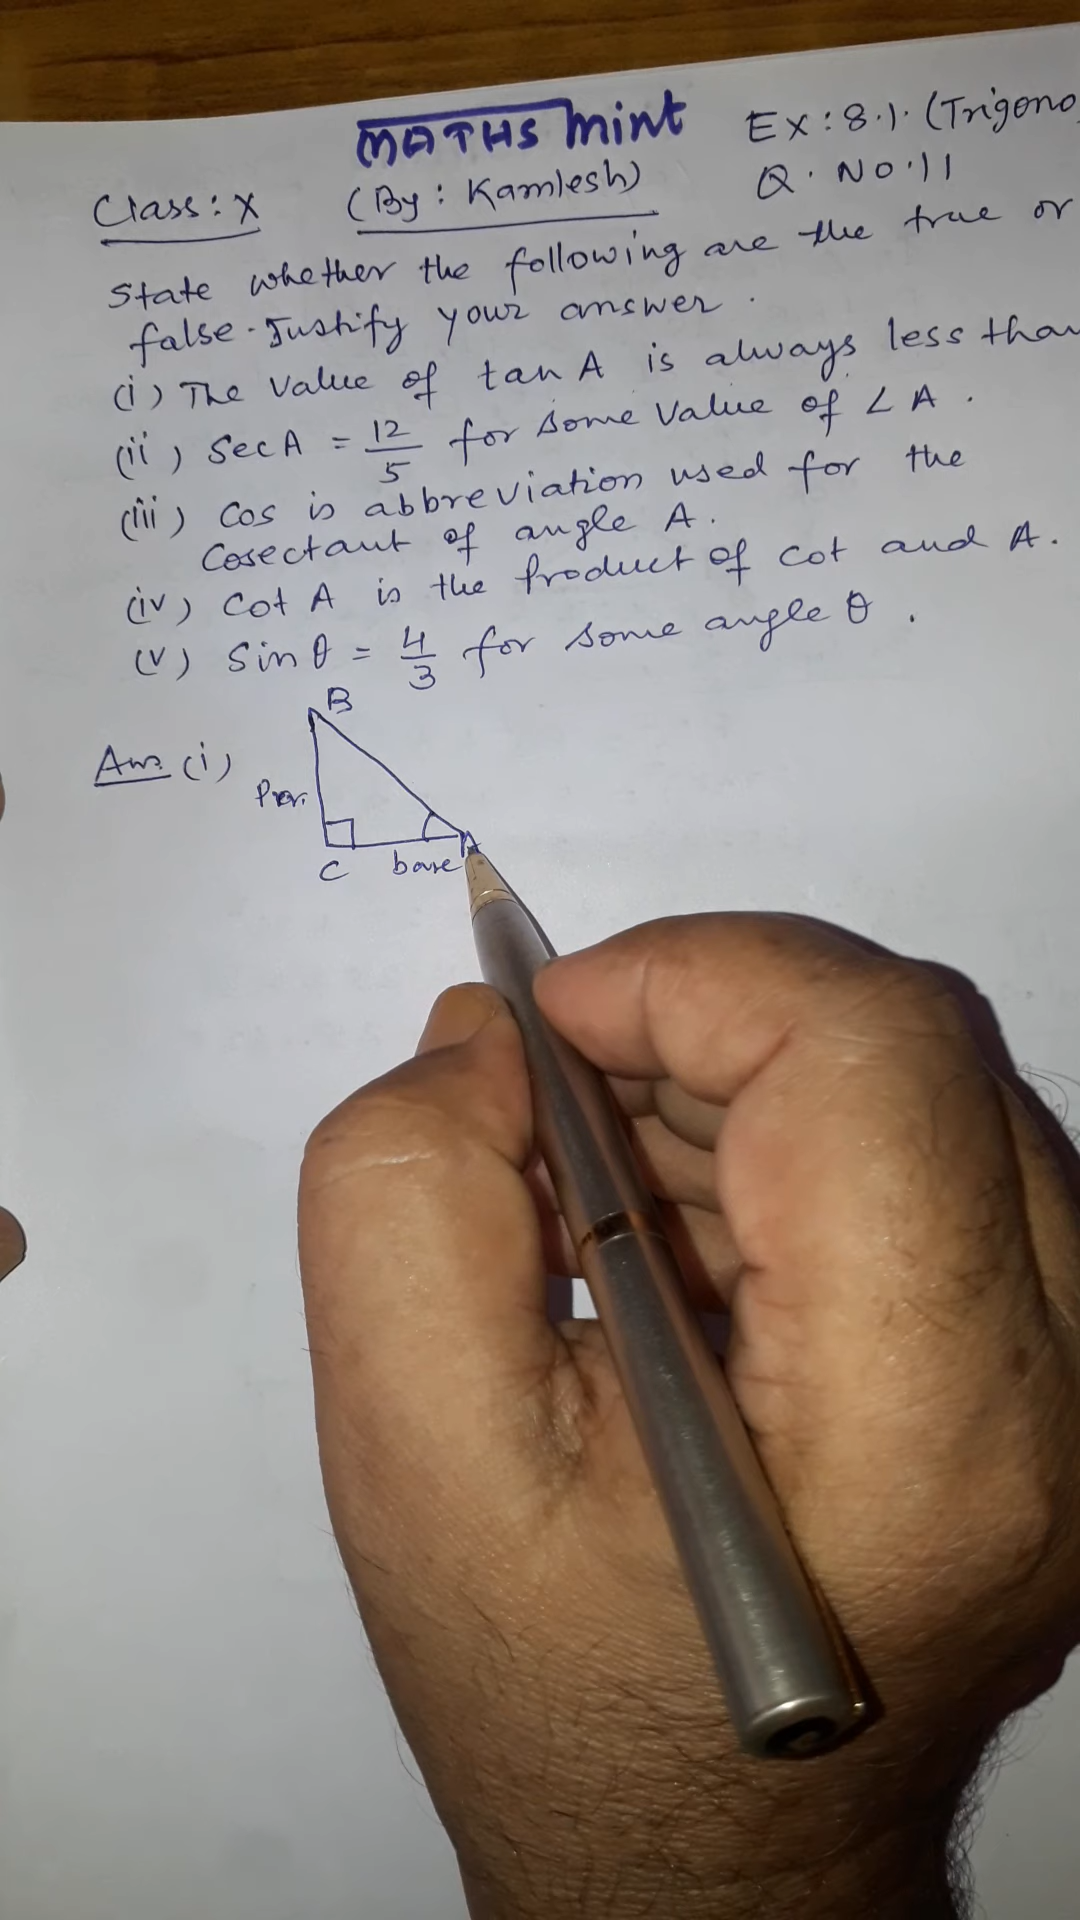 MATHS mint
Ex: 8.1. (Trigono
Class: X
(By: Kamlesh)
Q. No. 11
State whether the following are the true or
false. Justify your answer.
(i) The value of tan A is always less than
(ii) Sec A = 12/5 for some value of ∠A.
(iii) Cos is abbreviation used for the
Cosectant of angle A.
(iv) Cot A is the product of cot and A.
(v) Sin θ = 4/3 for some angle θ.
B
Ans. (i)
Per.
A
C base